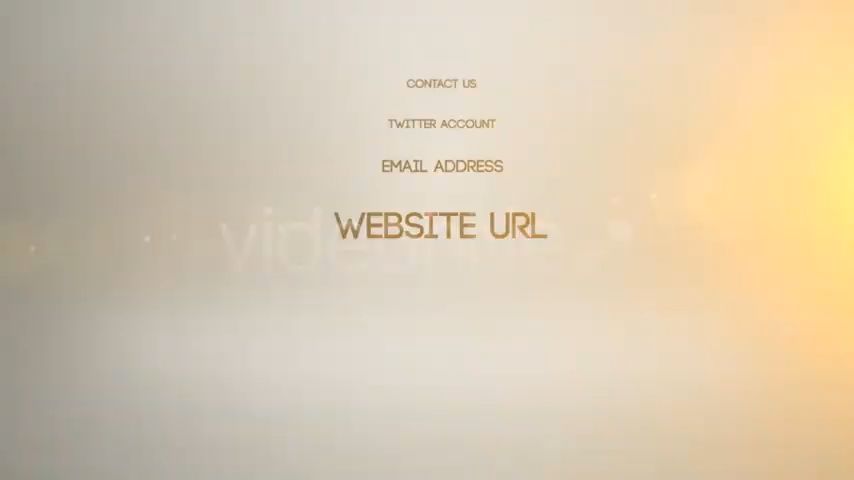 CONTACT US
TWITTER ACCOUNT
EMAIL ADDRESS
WEBSITE URL